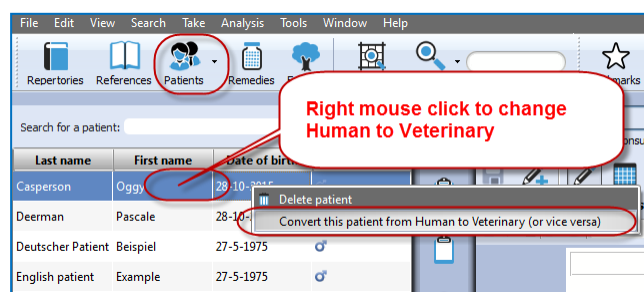 File Edit View Search Take Analysis Tools Window Help
Repertories References Patients Remedies
Right mouse click to change
Human to Veterinary
Search for a patient:
Last name First name Date of birt
Casperson Oggy 28-10-2015
Delete patient
Deerman Pascale 28-10-
Convert this patient from Human to Veterinary (or vice versa)
Deutscher Patient Beispiel 27-5-1975
English patient Example 27-5-1975